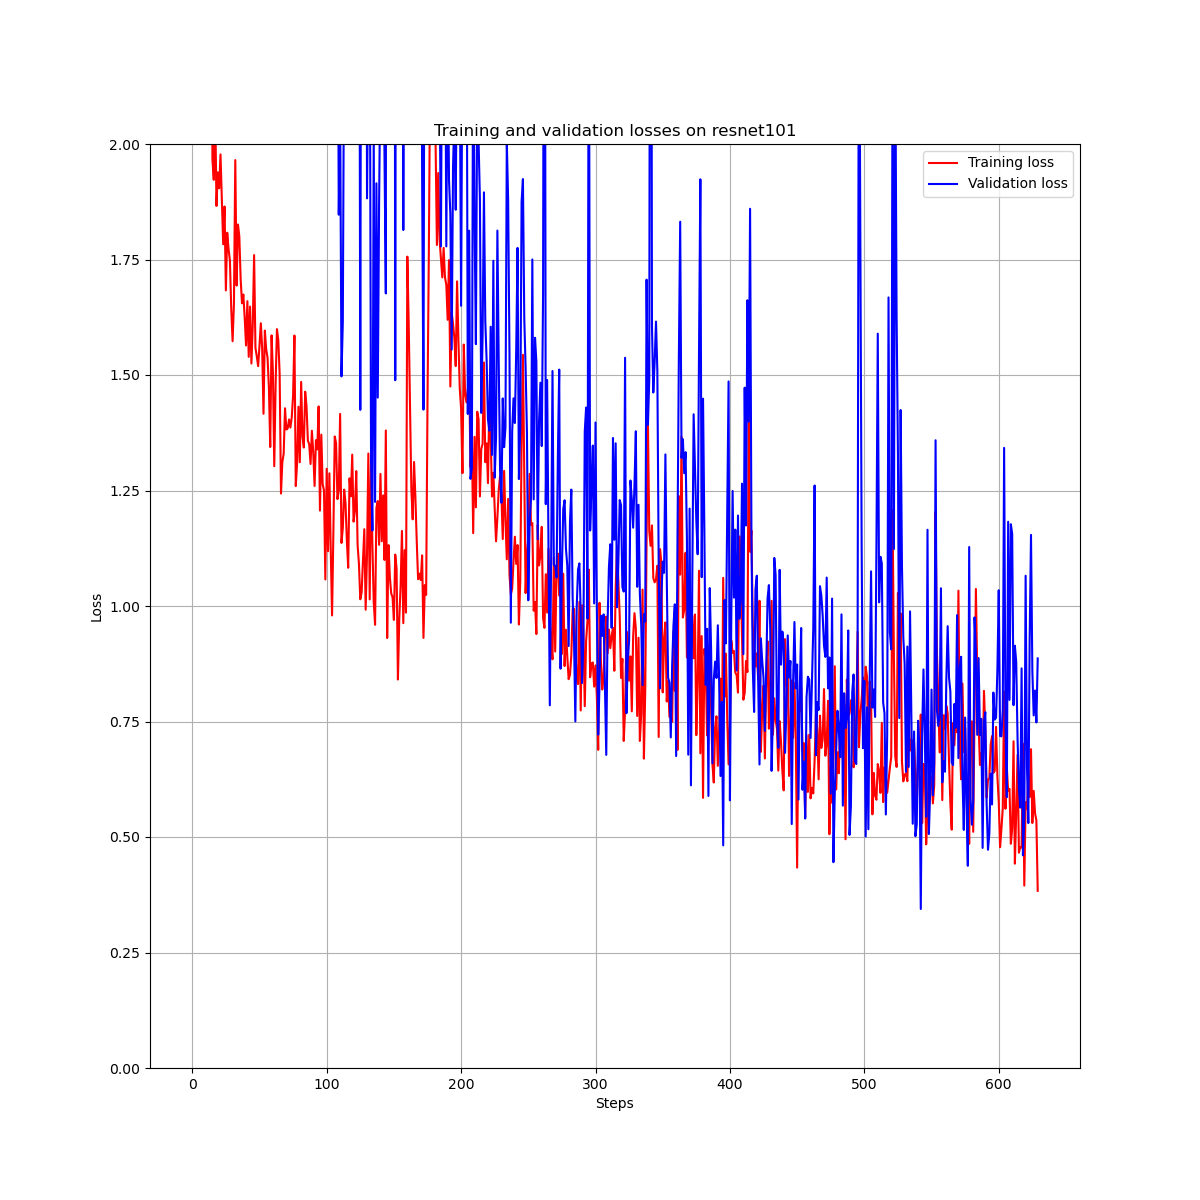 Training and validation losses on resnet101
Training loss
Validation loss
2.00
1.75
1.50
1.25
1.00
0.75
0.50
0.25
0.00
Loss
0 100 200 300 400 500 600
Steps